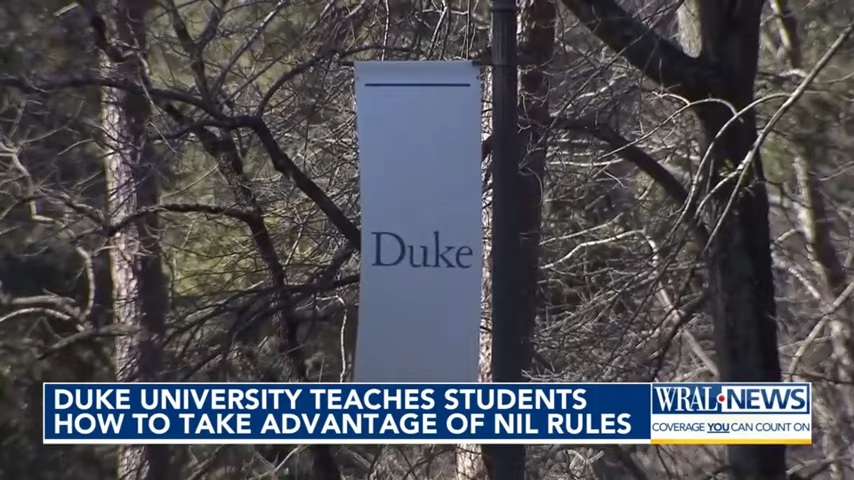 Duke
DUKE UNIVERSITY TEACHES STUDENTS
HOW TO TAKE ADVANTAGE OF NIL RULES
WRAL NEWS
COVERAGE YOU CAN COUNT ON